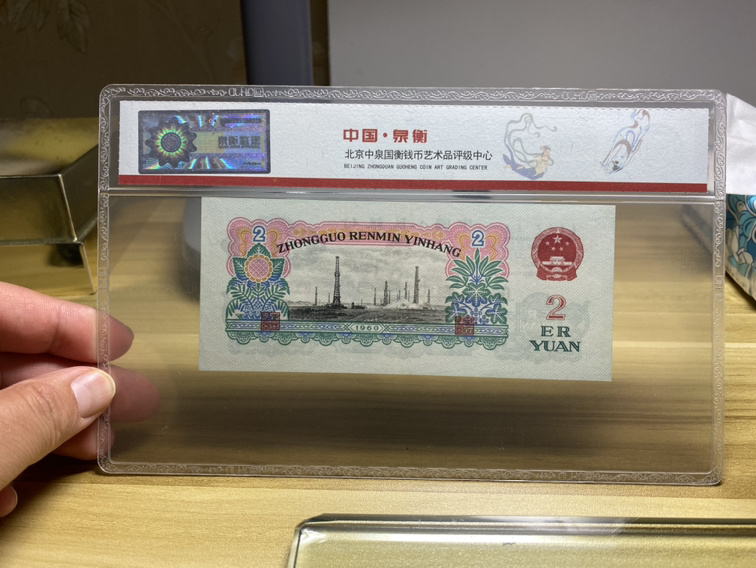 中国·泉衡
北京中泉国衡钱币艺术品评级中心
BEIJING ZHONGQUAN GUOHENG COIN ART GRADING CENTER
ZHONGGUO RENMIN YINHANG
2
2
1960
2
ER
YUAN